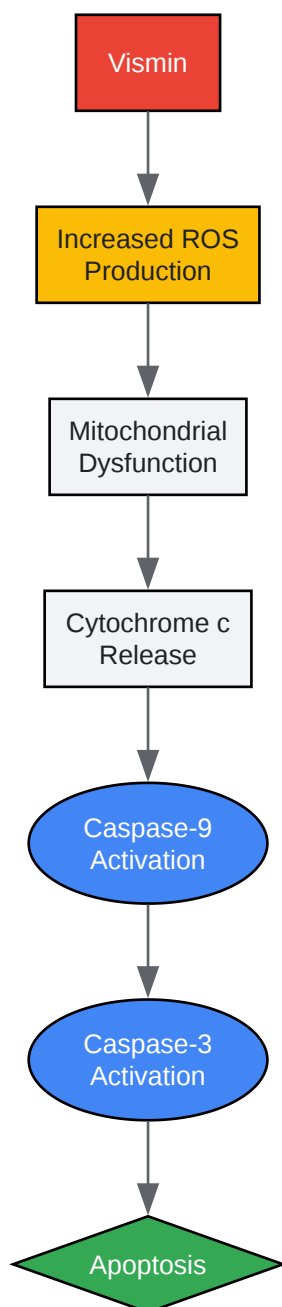 Vismin
Increased ROS
Production
Mitochondrial
Dysfunction
Cytochrome c
Release
Caspase-9
Activation
Caspase-3
Activation
Apoptosis